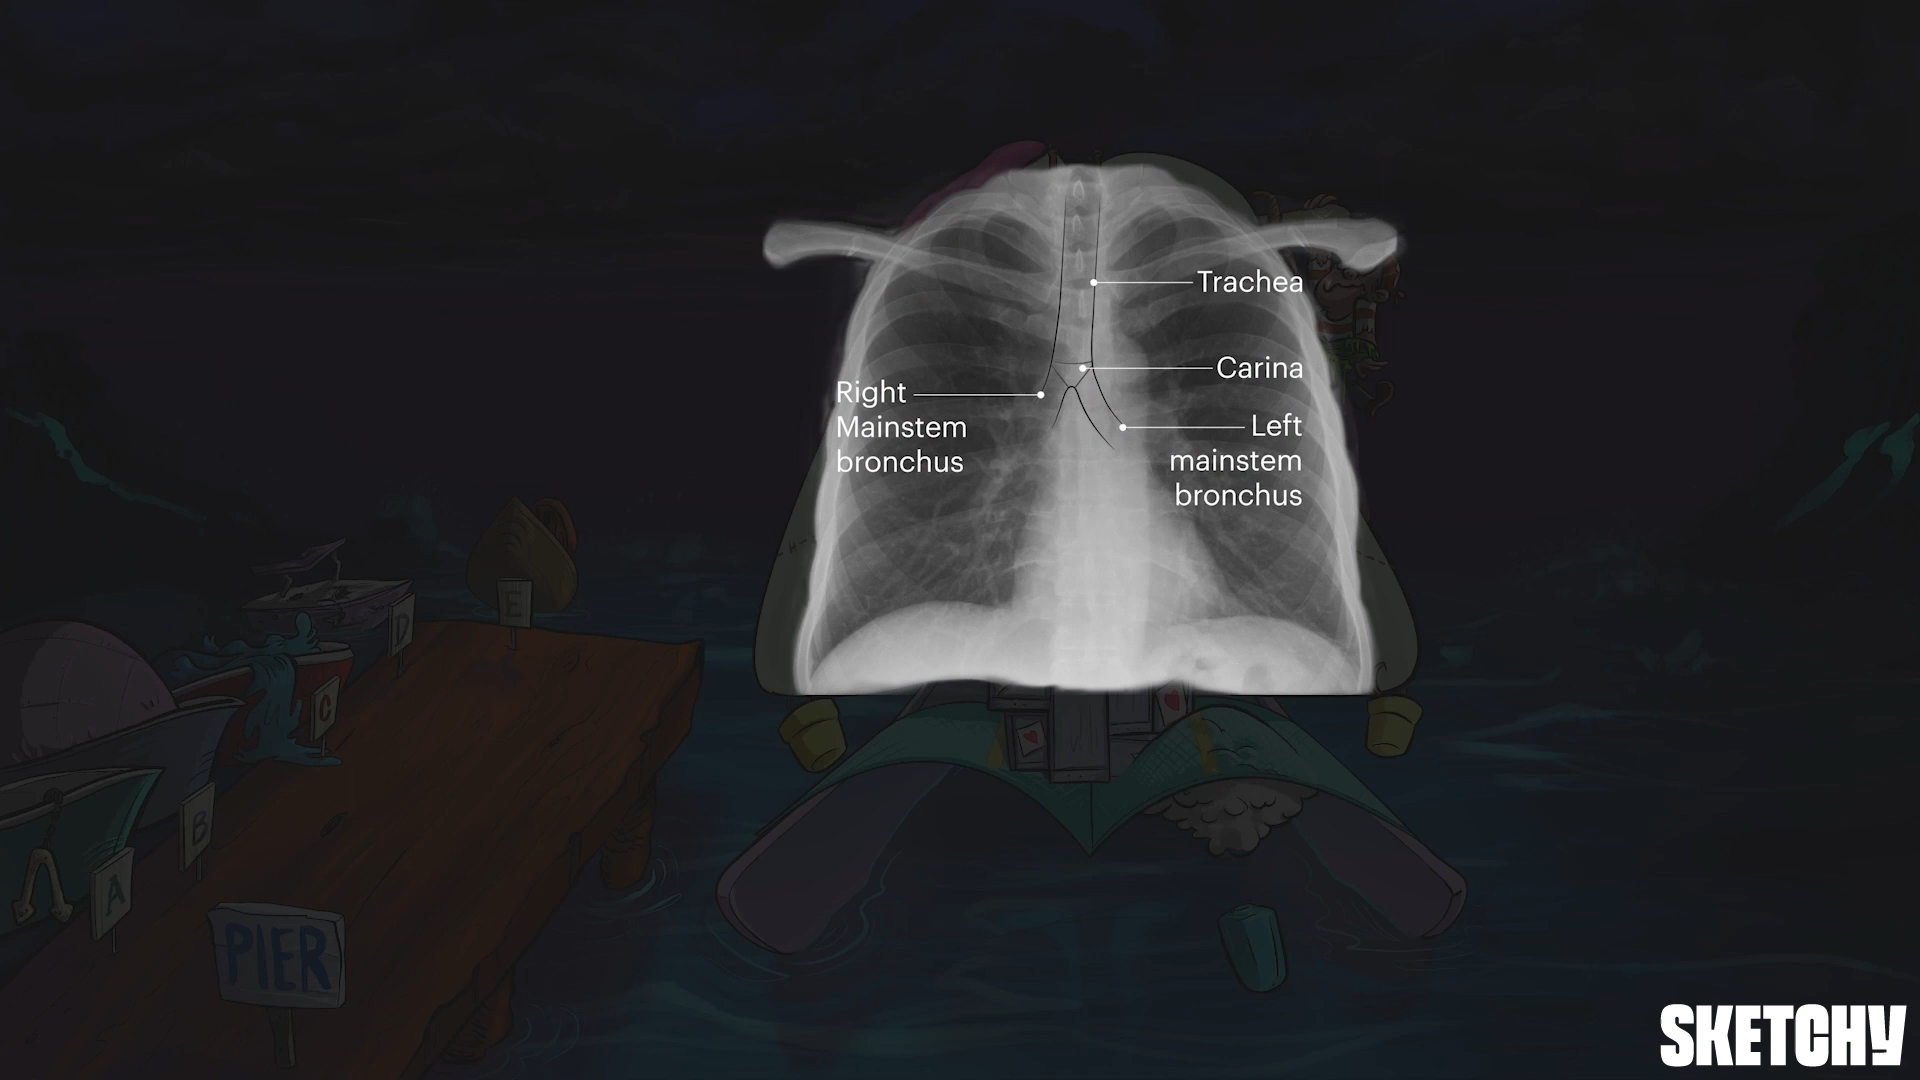 Trachea
Carina
Right
Mainstem
bronchus
Left
mainstem
bronchus
E
D
C
B
A
PIER
SKETCHY